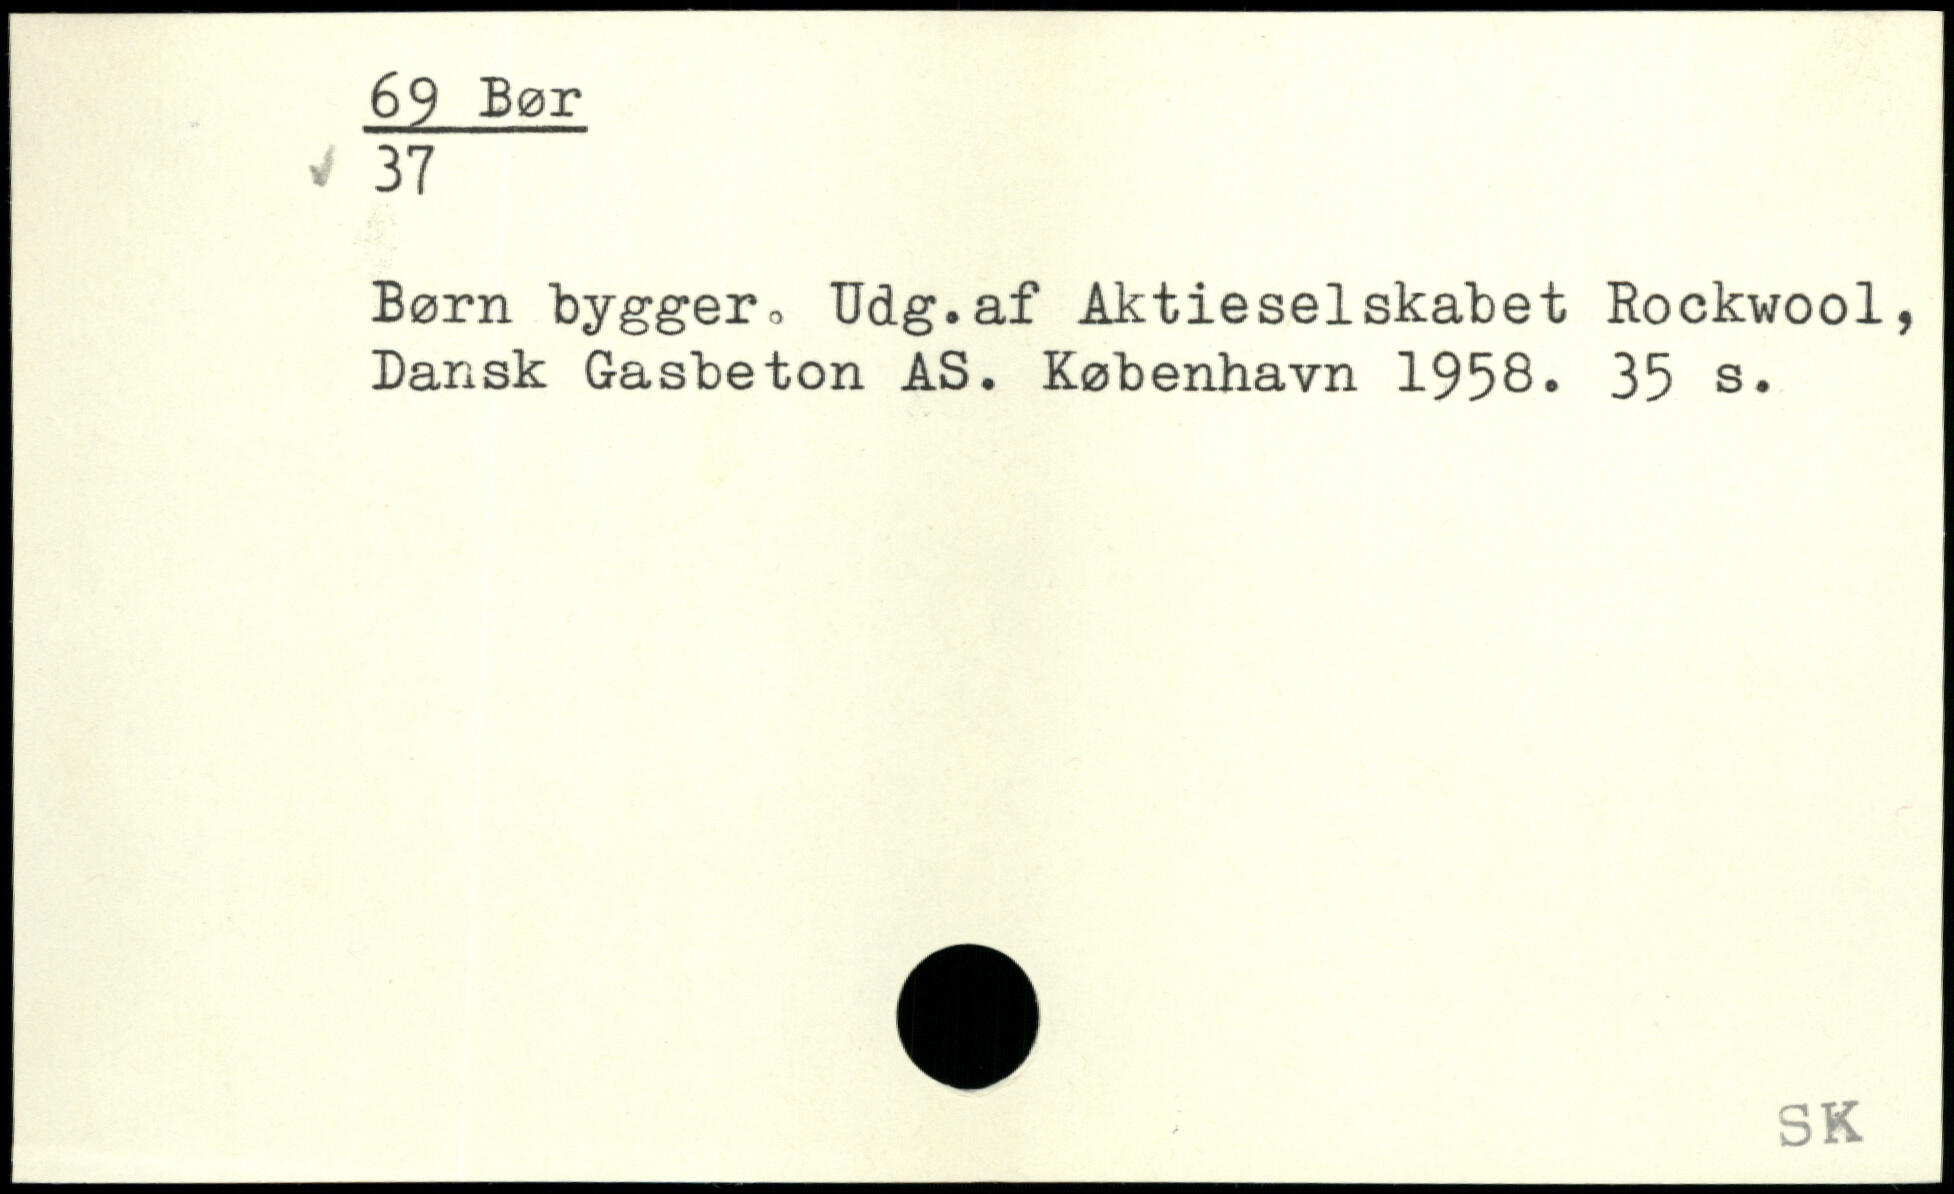 69 Bør
37
Børn bygger. Udg.af Aktieselskabet Rockwool,
Dansk Gasbeton AS. København 1958. 35 s.
SK